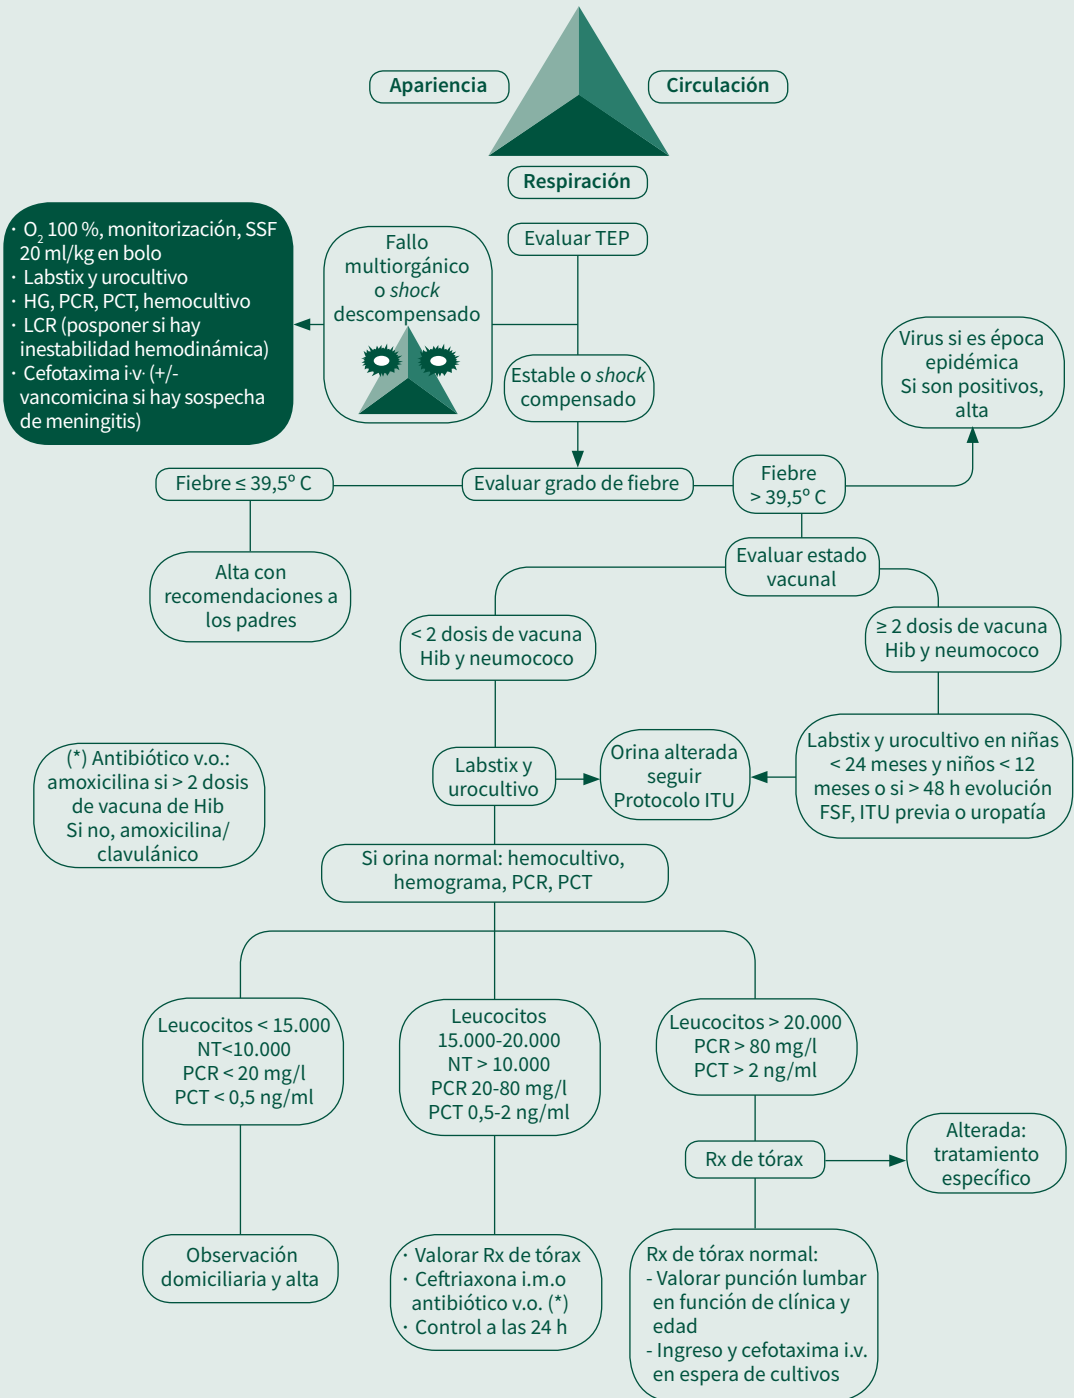 Apariencia
Circulación
Respiración
Evaluar TEP
· O2 100 %, monitorización, SSF
20 ml/kg en bolo
· Labstix y urocultivo
· HG, PCR, PCT, hemocultivo
· LCR (posponer si hay
inestabilidad hemodinámica)
· Cefotaxima i·v· (+/-
vancomicina si hay sospecha
de meningitis)
Fallo
multiorgánico
o shock
descompensado
Estable o shock
compensado
Virus si es época
epidémica
Si son positivos,
alta
Fiebre ≤ 39,5º C
Evaluar grado de fiebre
Fiebre
> 39,5º C
Alta con
recomendaciones a
los padres
Evaluar estado
vacunal
< 2 dosis de vacuna
Hib y neumococo
≥ 2 dosis de vacuna
Hib y neumococo
(*) Antibiótico v.o.:
amoxicilina si > 2 dosis
de vacuna de Hib
Si no, amoxicilina/
clavulánico
Labstix y
urocultivo
Orina alterada
seguir
Protocolo ITU
Labstix y urocultivo en niñas
< 24 meses y niños < 12
meses o si > 48 h evolución
FSF, ITU previa o uropatía
Si orina normal: hemocultivo,
hemograma, PCR, PCT
Leucocitos < 15.000
NT<10.000
PCR < 20 mg/l
PCT < 0,5 ng/ml
Leucocitos
15.000-20.000
NT > 10.000
PCR 20-80 mg/l
PCT 0,5-2 ng/ml
Leucocitos > 20.000
PCR > 80 mg/l
PCT > 2 ng/ml
Rx de tórax
Alterada:
tratamiento
específico
Observación
domiciliaria y alta
· Valorar Rx de tórax
· Ceftriaxona i.m.o
antibiótico v.o. (*)
· Control a las 24 h
Rx de tórax normal:
- Valorar punción lumbar
en función de clínica y
edad
- Ingreso y cefotaxima i.v.
en espera de cultivos